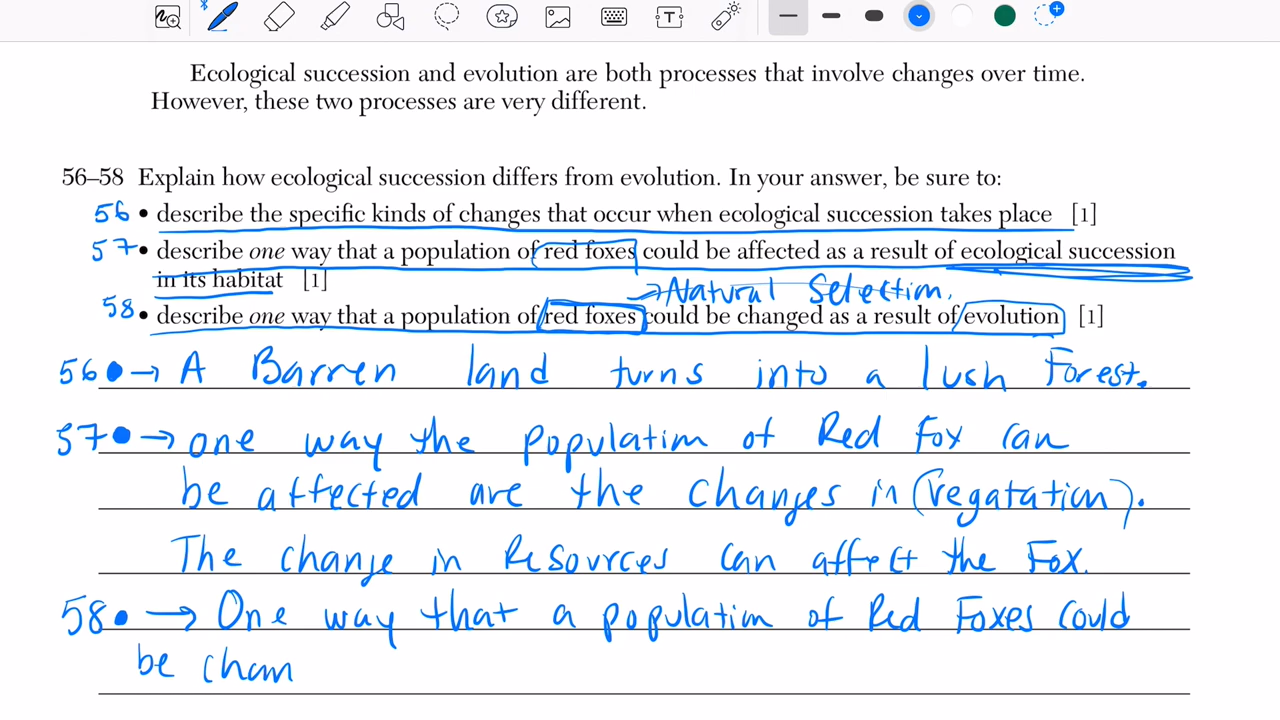 Ecological succession and evolution are both processes that involve changes over time.
However, these two processes are very different.
56–58 Explain how ecological succession differs from evolution. In your answer, be sure to:
56 • describe the specific kinds of changes that occur when ecological succession takes place [1]
57 • describe one way that a population of red foxes could be affected as a result of ecological succession
in its habitat [1]
→Natural Selection.
58 • describe one way that a population of red foxes could be changed as a result of evolution [1]
56 • → A Barren land turns into a lush Forest.
57 • → one way the population of Red Fox can
be affected are the changes in (vegatation).
The change in Resources can affect the Fox.
58 • → One way that a population of Red Foxes could
be chan